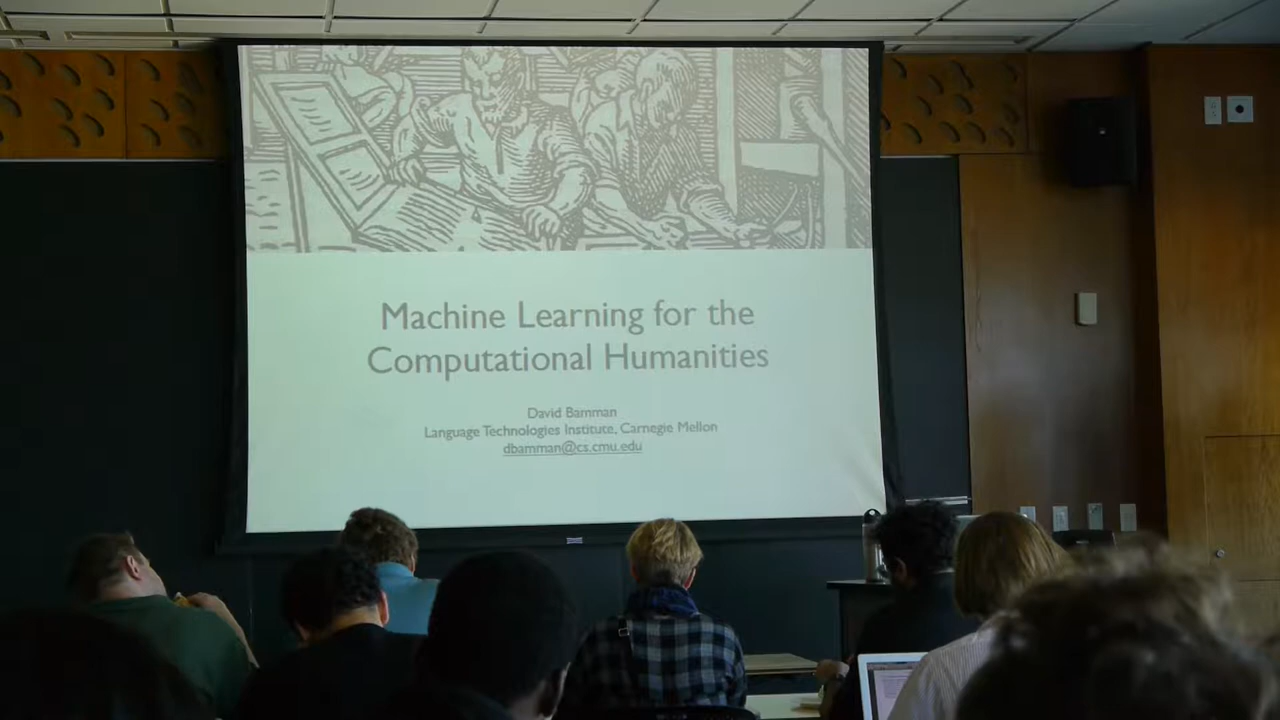 Machine Learning for the
Computational Humanities
David Bamman
Language Technologies Institute, Carnegie Mellon
dbamman@cs.cmu.edu